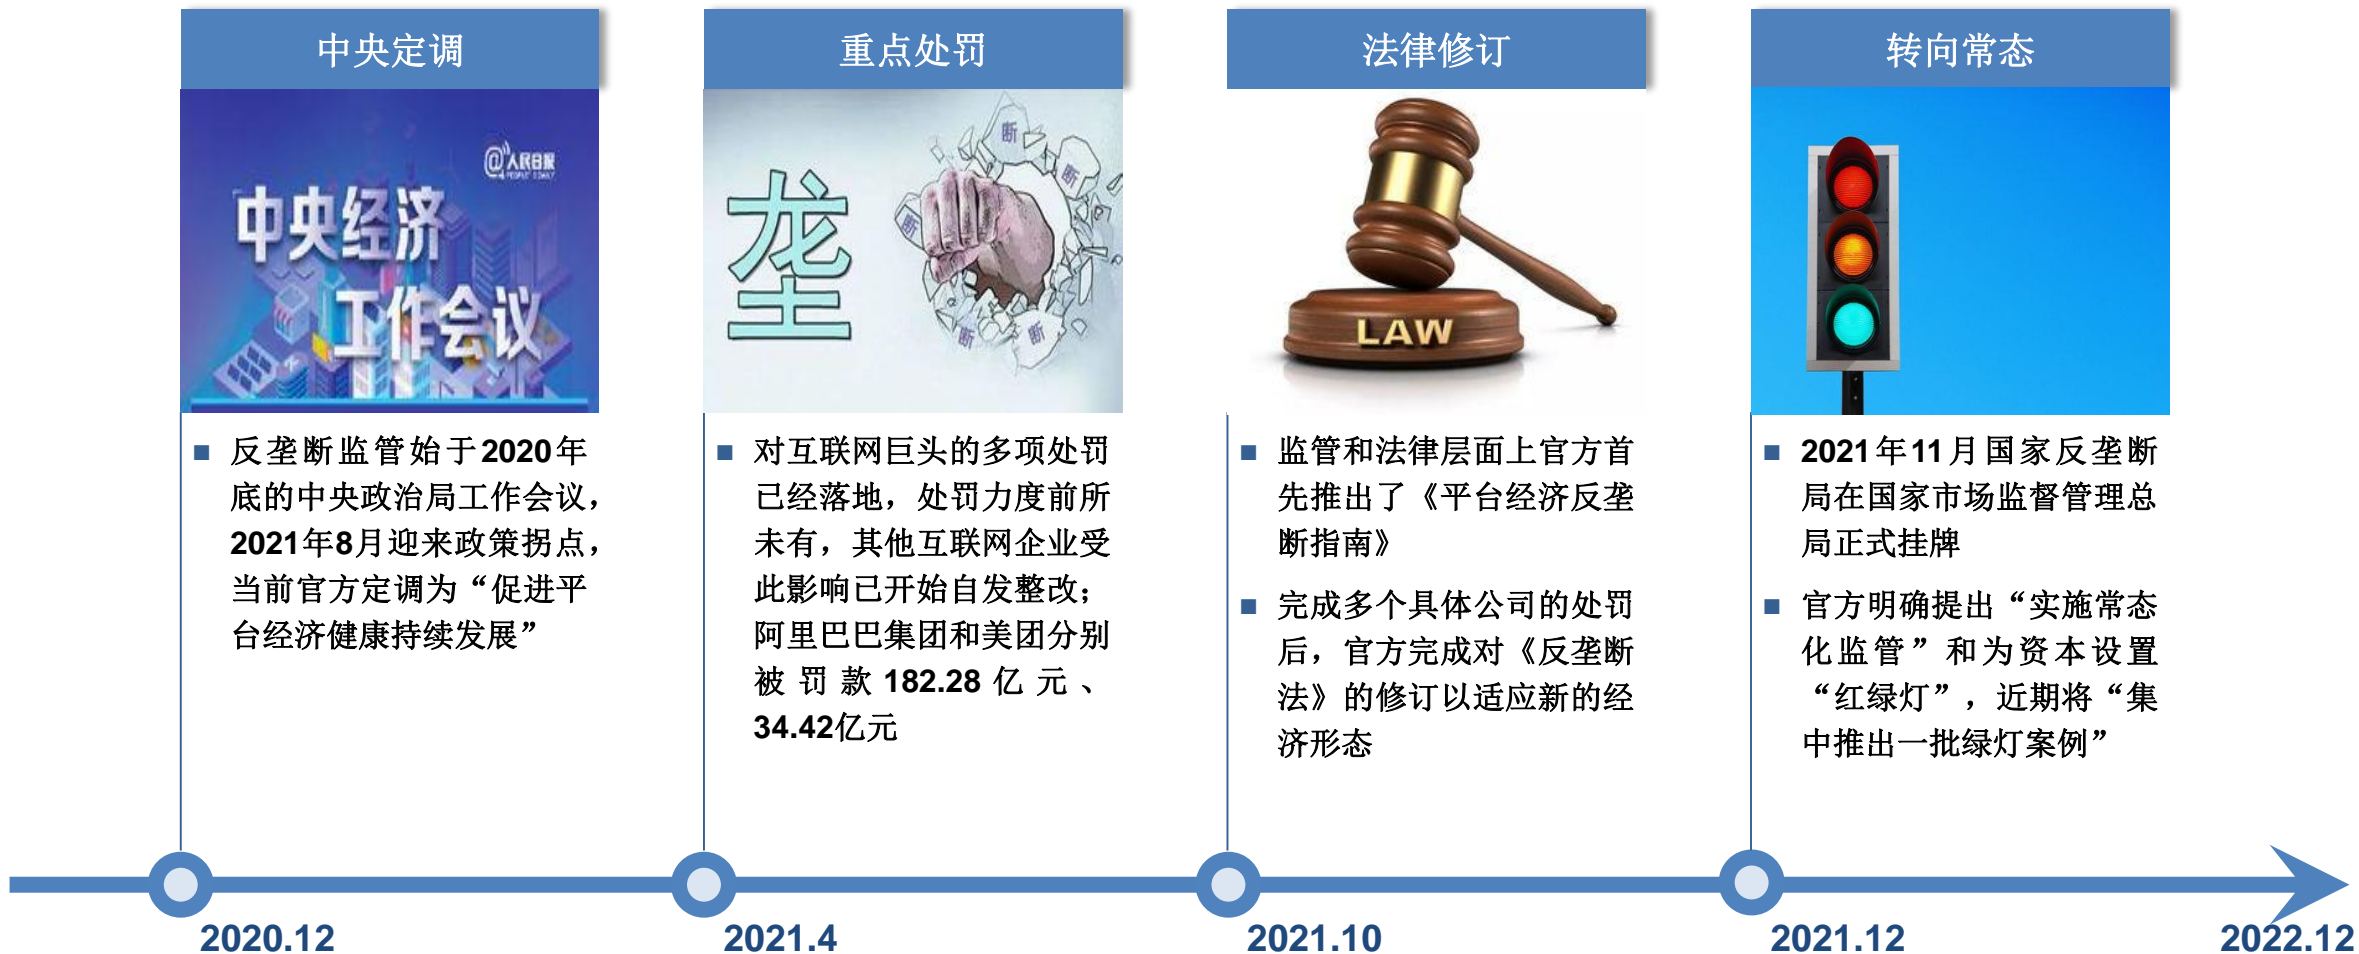 中央定调
@人民日报
PEOPLE'S DAILY
中央经济
工作会议
反垄断监管始于2020年
底的中央政治局工作会议，
2021年8月迎来政策拐点，
当前官方定调为“促进平
台经济健康持续发展”
重点处罚
垄
断
断
断
断
断
对互联网巨头的多项处罚
已经落地，处罚力度前所
未有，其他互联网企业受
此影响已开始自发整改；
阿里巴巴集团和美团分别
被罚款182.28亿元、
34.42亿元
法律修订
LAW
监管和法律层面上官方首
先推出了《平台经济反垄
断指南》
完成多个具体公司的处罚
后，官方完成对《反垄断
法》的修订以适应新的经
济形态
转向常态
2021年11月国家反垄断
局在国家市场监督管理总
局正式挂牌
官方明确提出“实施常态
化监管”和为资本设置
“红绿灯”，近期将“集
中推出一批绿灯案例”
2020.12
2021.4
2021.10
2021.12
2022.12